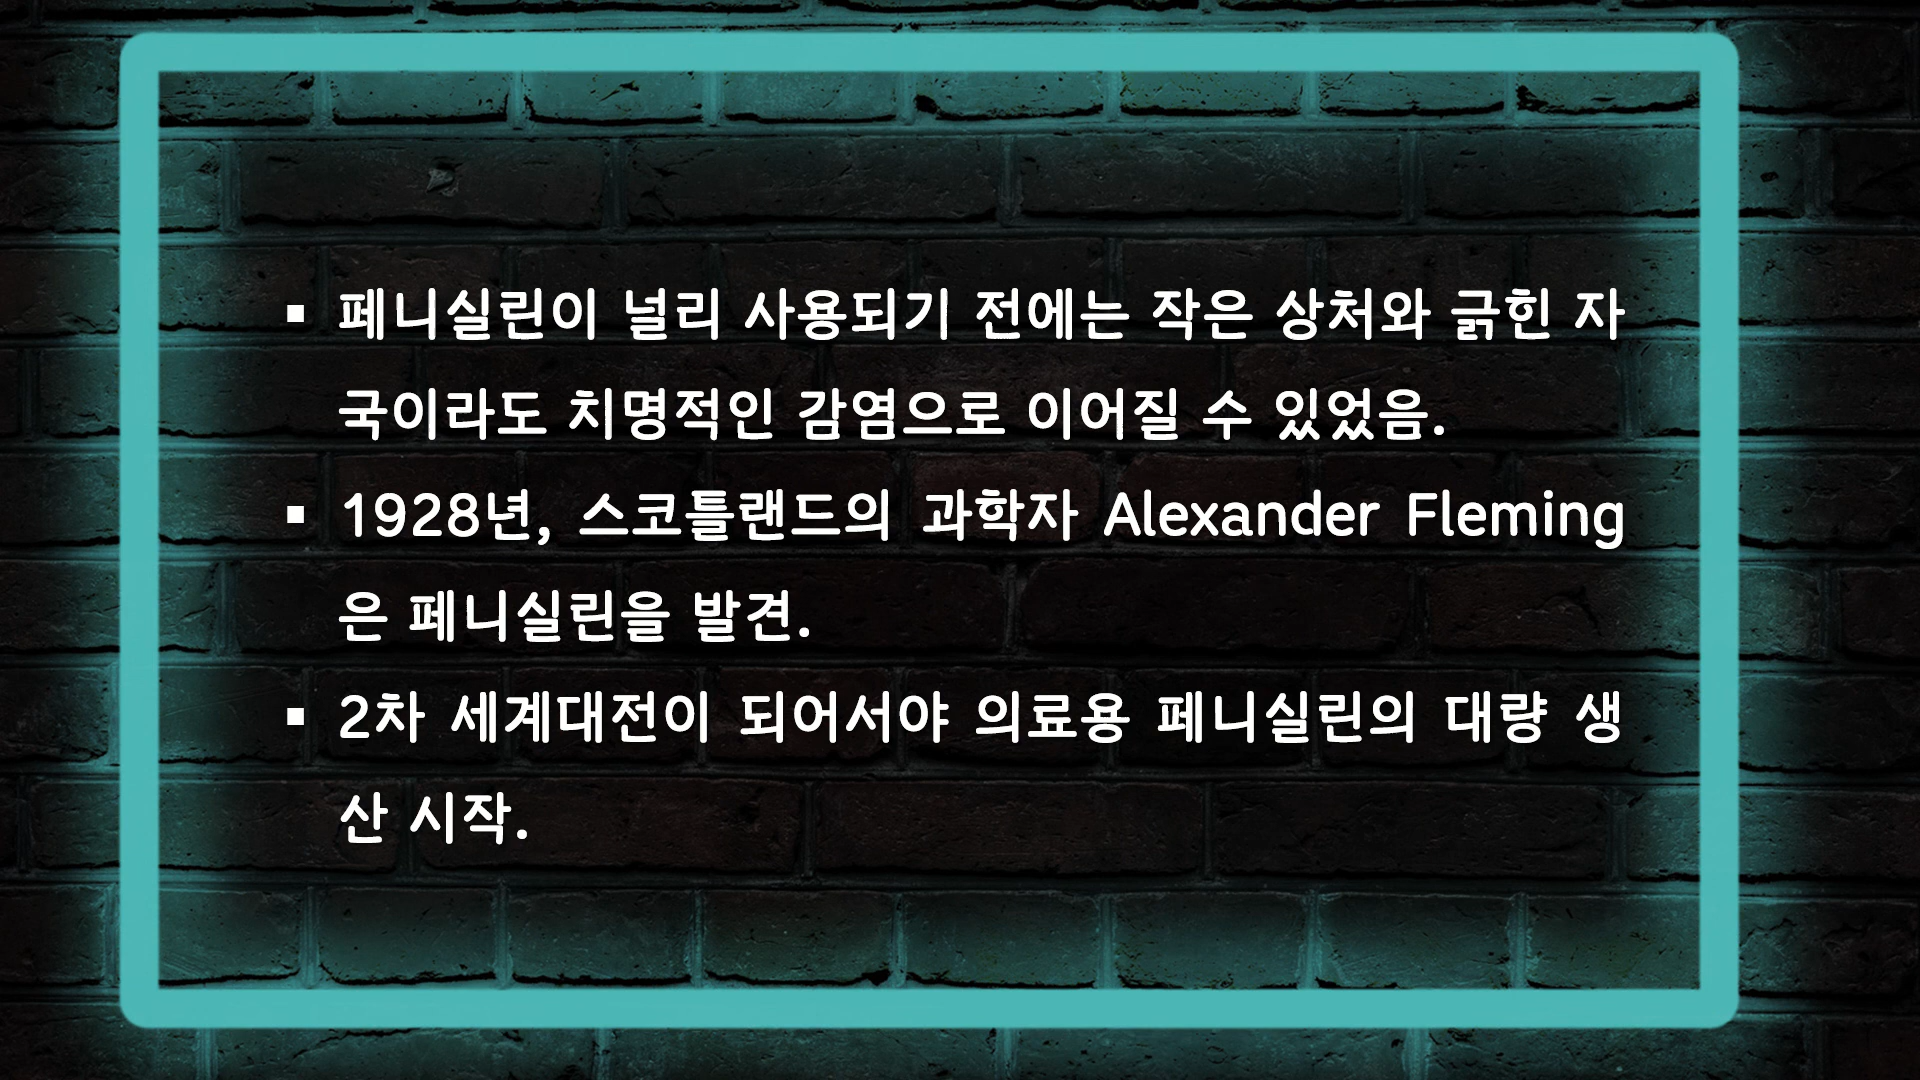 ▪ 페니실린이 널리 사용되기 전에는 작은 상처와 긁힌 자
국이라도 치명적인 감염으로 이어질 수 있었음.
▪ 1928년, 스코틀랜드의 과학자 Alexander Fleming
은 페니실린을 발견.
▪ 2차 세계대전이 되어서야 의료용 페니실린의 대량 생
산 시작.